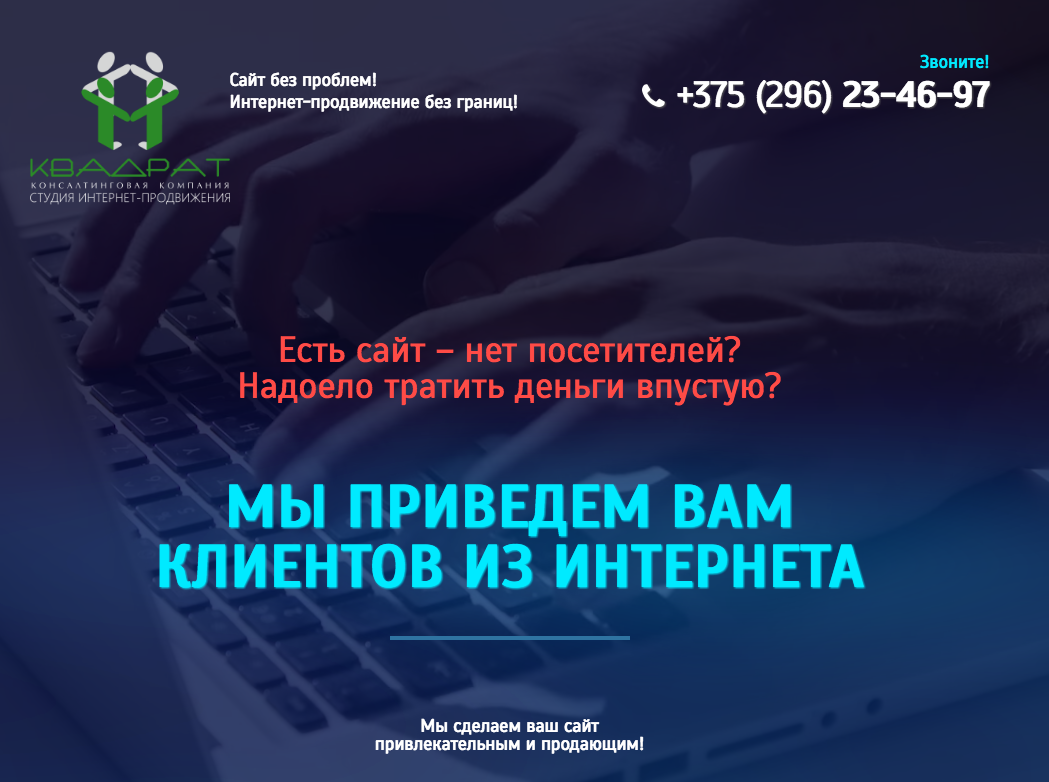 Сайт без проблем!
Интернет-продвижение без границ!
Звоните!
+375 (296) 23-46-97
КВАДРАТ
КОНСАЛТИНГОВАЯ КОМПАНИЯ
СТУДИЯ ИНТЕРНЕТ-ПРОДВИЖЕНИЯ
Есть сайт – нет посетителей?
Надоело тратить деньги впустую?
МЫ ПРИВЕДЕМ ВАМ
КЛИЕНТОВ ИЗ ИНТЕРНЕТА
Мы сделаем ваш сайт
привлекательным и продающим!